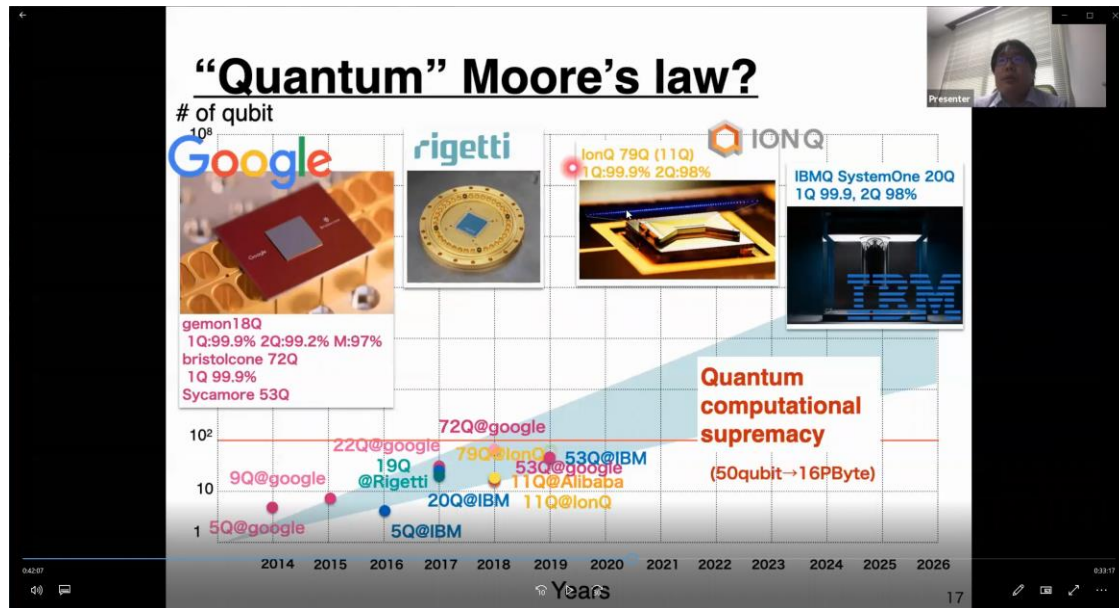 “Quantum” Moore’s law?
Presenter
# of qubit
10⁸
Google
rigetti
IONQ
IonQ 79Q (11Q)
1Q:99.9% 2Q:98%
IBMQ SystemOne 20Q
1Q 99.9, 2Q 98%
Google
IBM
gemon18Q
1Q:99.9% 2Q:99.2% M:97%
bristolcone 72Q
1Q 99.9%
Sycamore 53Q
Quantum
computational
supremacy
(50qubit→16PByte)
10²
72Q@google
22Q@google
79Q@IonQ
19Q
@Rigetti
53Q@IBM
53Q@google
9Q@google
11Q@Alibaba
10
20Q@IBM
11Q@IonQ
5Q@google
5Q@IBM
1
2014 2015 2016 2017 2018 2019 2020 2021 2022 2023 2024 2025 2026
Years
17
0:42:07
0:33:17
10